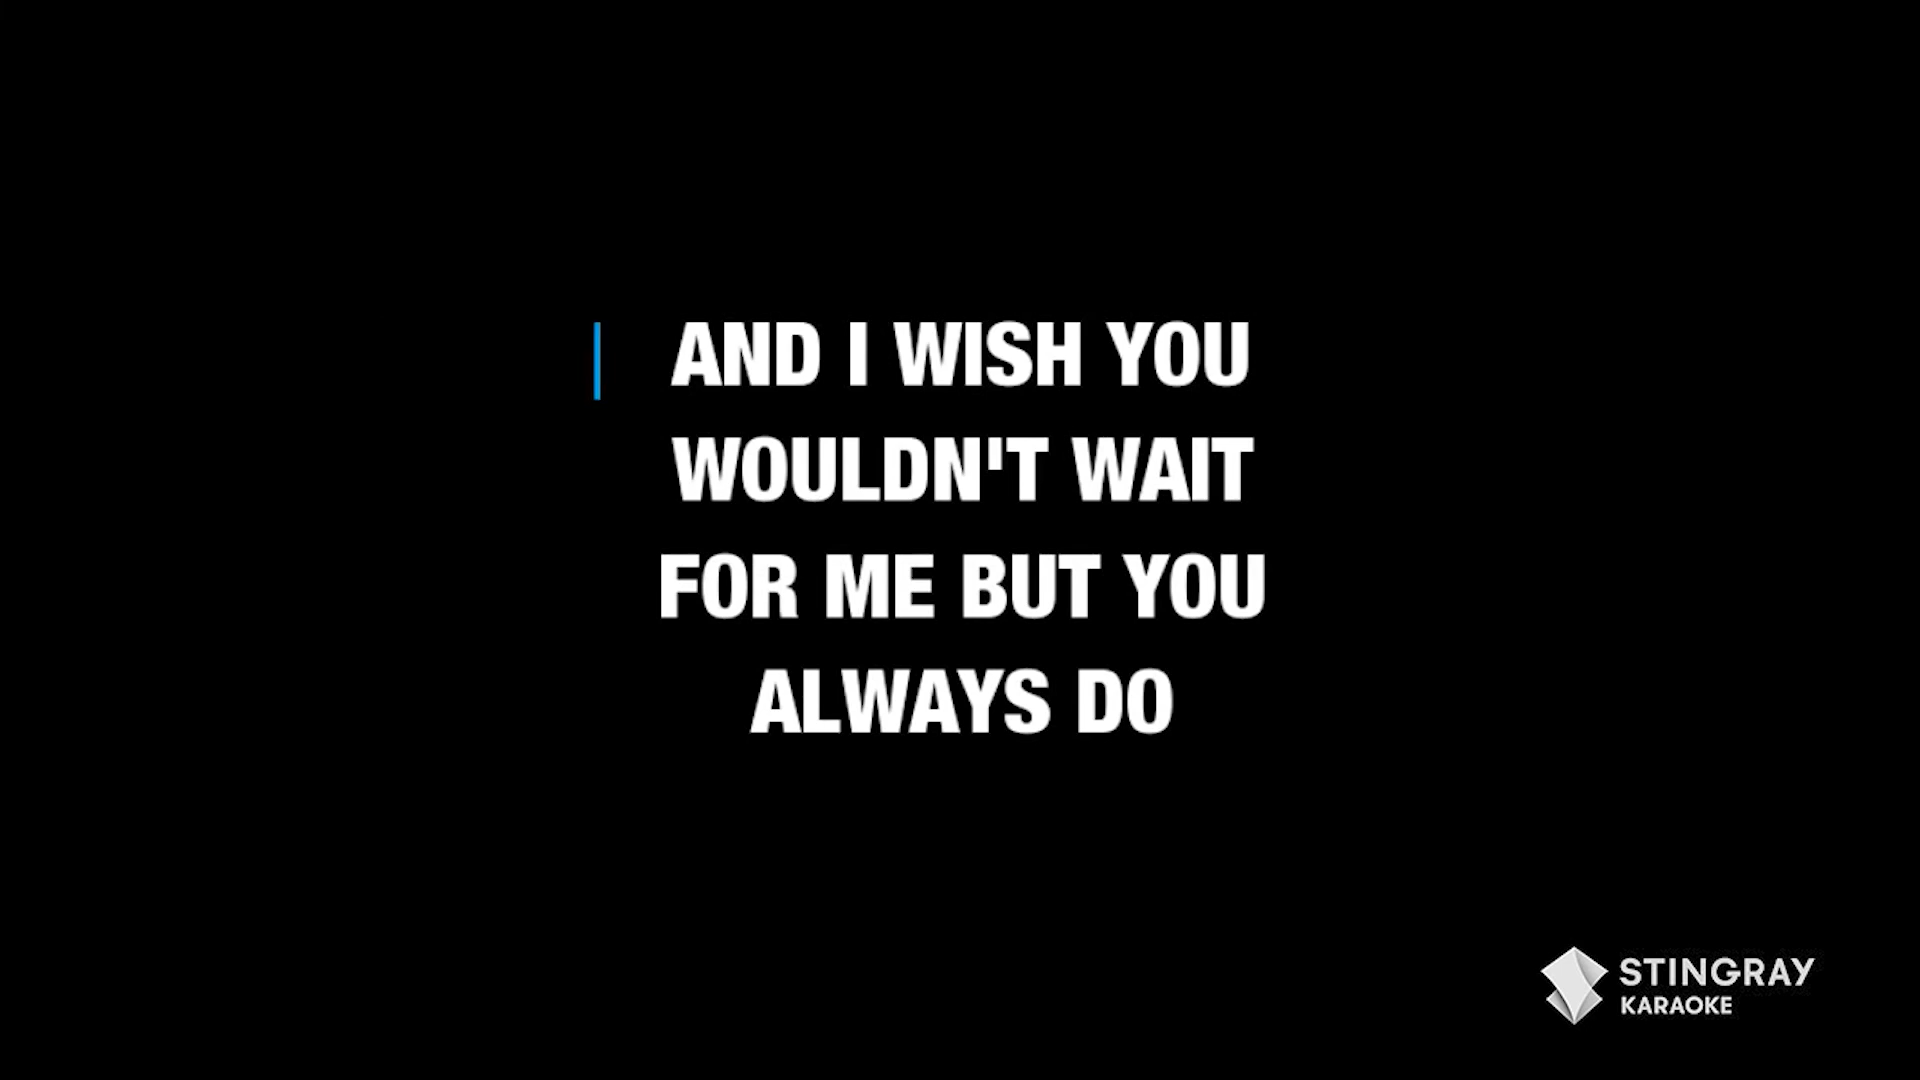 AND I WISH YOU
WOULDN'T WAIT
FOR ME BUT YOU
ALWAYS DO
STINGRAY
KARAOKE